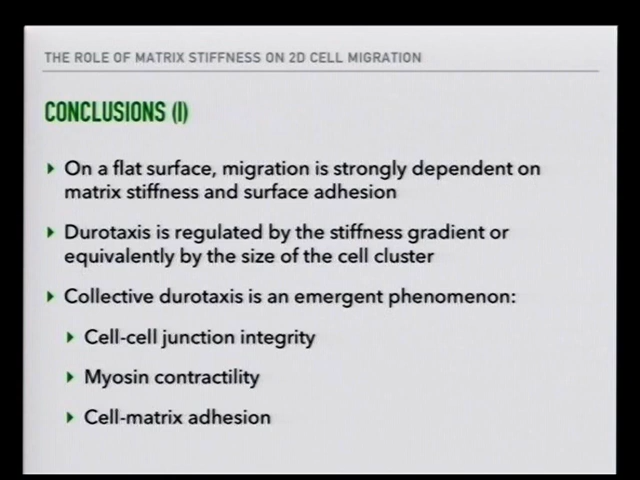 THE ROLE OF MATRIX STIFFNESS ON 2D CELL MIGRATION
CONCLUSIONS (I)
On a flat surface, migration is strongly dependent on
matrix stiffness and surface adhesion
Durotaxis is regulated by the stiffness gradient or
equivalently by the size of the cell cluster
Collective durotaxis is an emergent phenomenon:
Cell-cell junction integrity
Myosin contractility
Cell-matrix adhesion